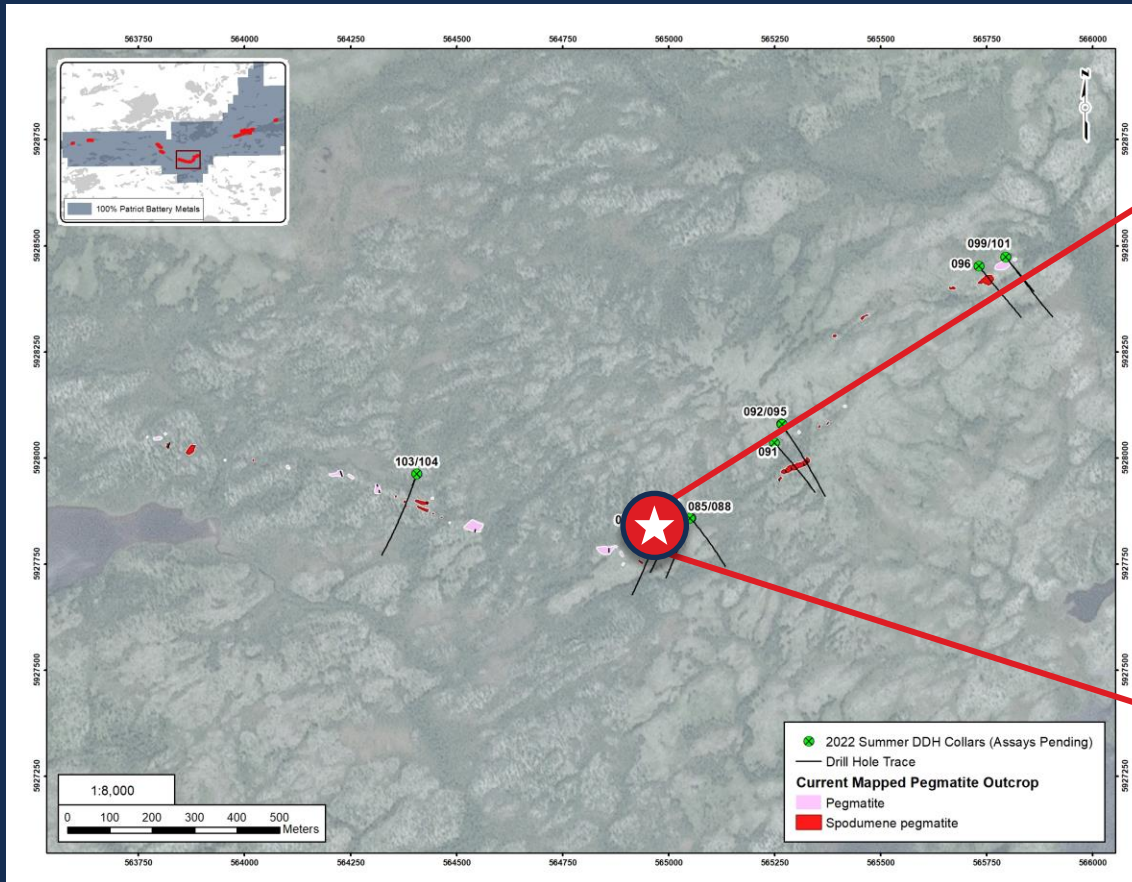 563750 564000 564250 564500 564750 565000 565250 565500 565750 566000
N
5928750 5928750
100% Patriot Battery Metals
5928500 5928500
099/101
096
5928250 5928250
092/095
091
5928000 5928000
103/104
085/088
5927750 5927750
5927500 5927500
2022 Summer DDH Collars (Assays Pending)
Drill Hole Trace
Current Mapped Pegmatite Outcrop
Pegmatite
Spodumene pegmatite
5927250 5927250
1:8,000
0 100 200 300 400 500
Meters
563750 564000 564250 564500 564750 565000 565250 565500 565750 566000